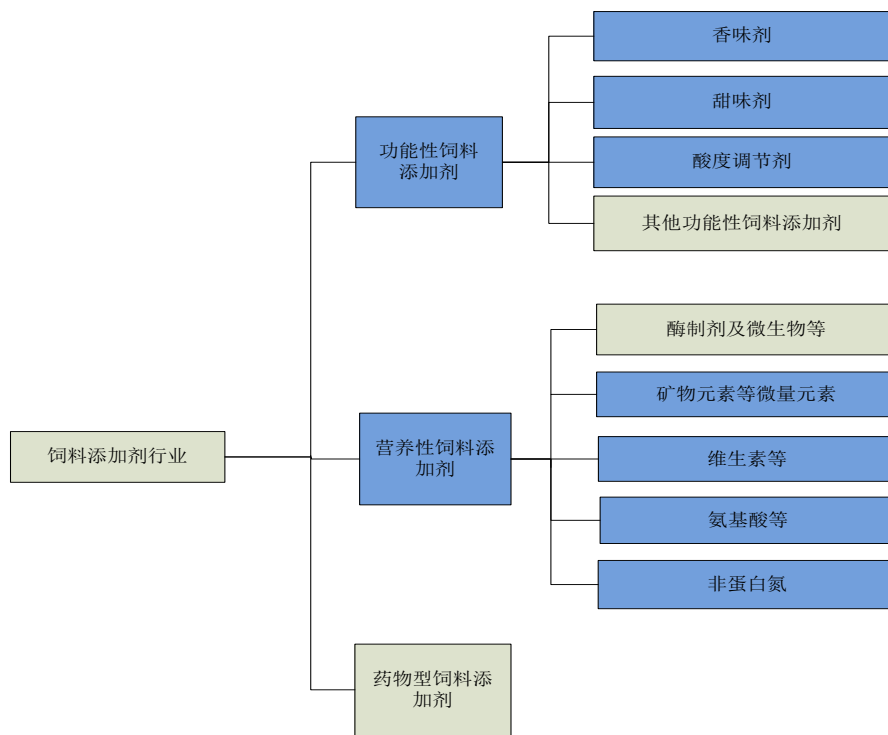 香味剂
甜味剂
功能性饲料
添加剂
酸度调节剂
其他功能性饲料添加剂
酶制剂及微生物等
矿物元素等微量元素
饲料添加剂行业
营养性饲料添
加剂
维生素等
氨基酸等
非蛋白氮
药物型饲料添
加剂